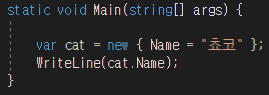 static void Main(string[] args) {
var cat = new { Name = "쵸코" };
WriteLine(cat.Name);
}